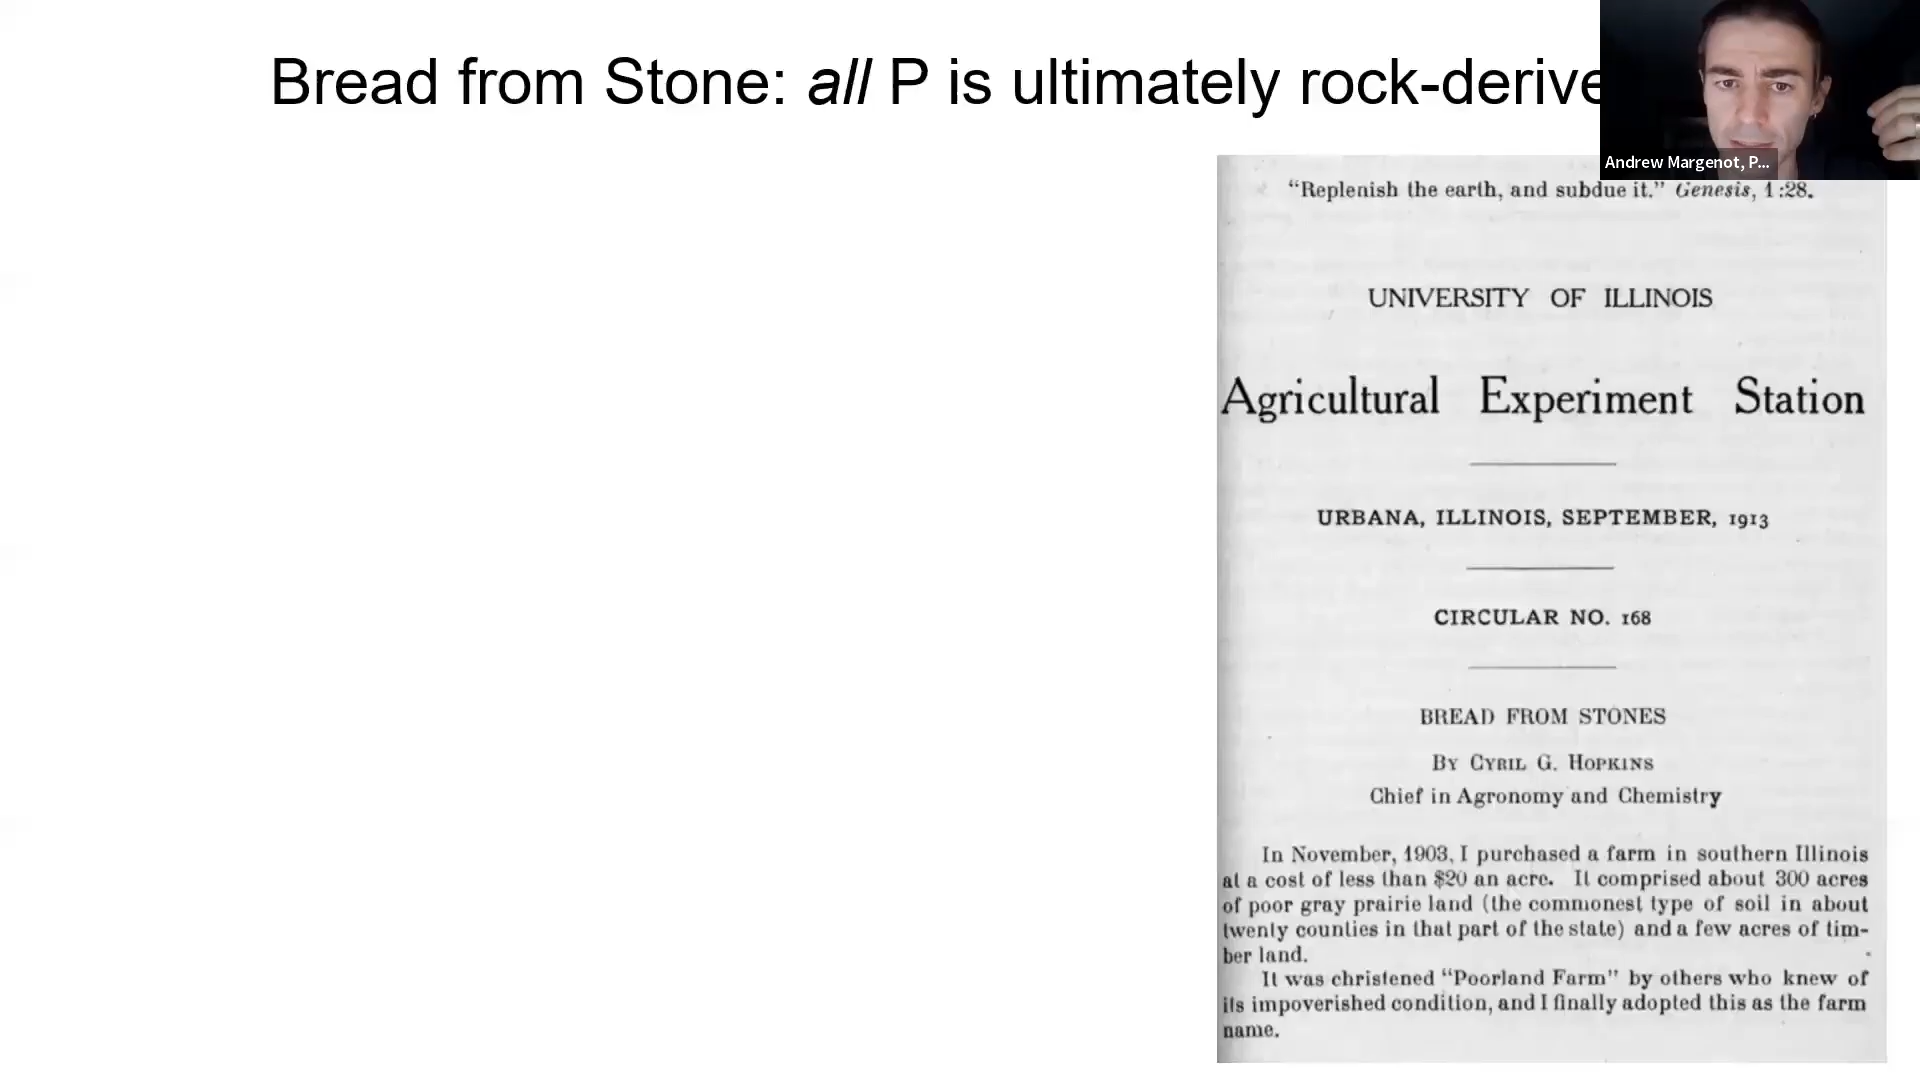 Bread from Stone: all P is ultimately rock-derive
Andrew Margenot, P...
“Replenish the earth, and subdue it.” Genesis, 1:28.
UNIVERSITY OF ILLINOIS
Agricultural Experiment Station
URBANA, ILLINOIS, SEPTEMBER, 1913
CIRCULAR NO. 168
BREAD FROM STONES
By Cyril G. Hopkins
Chief in Agronomy and Chemistry
In November, 1903, I purchased a farm in southern Illinois
at a cost of less than $20 an acre. It comprised about 300 acres
of poor gray prairie land (the commonest type of soil in about
twenty counties in that part of the state) and a few acres of tim-
ber land.
It was christened “Poorland Farm” by others who knew of
its impoverished condition, and I finally adopted this as the farm
name.